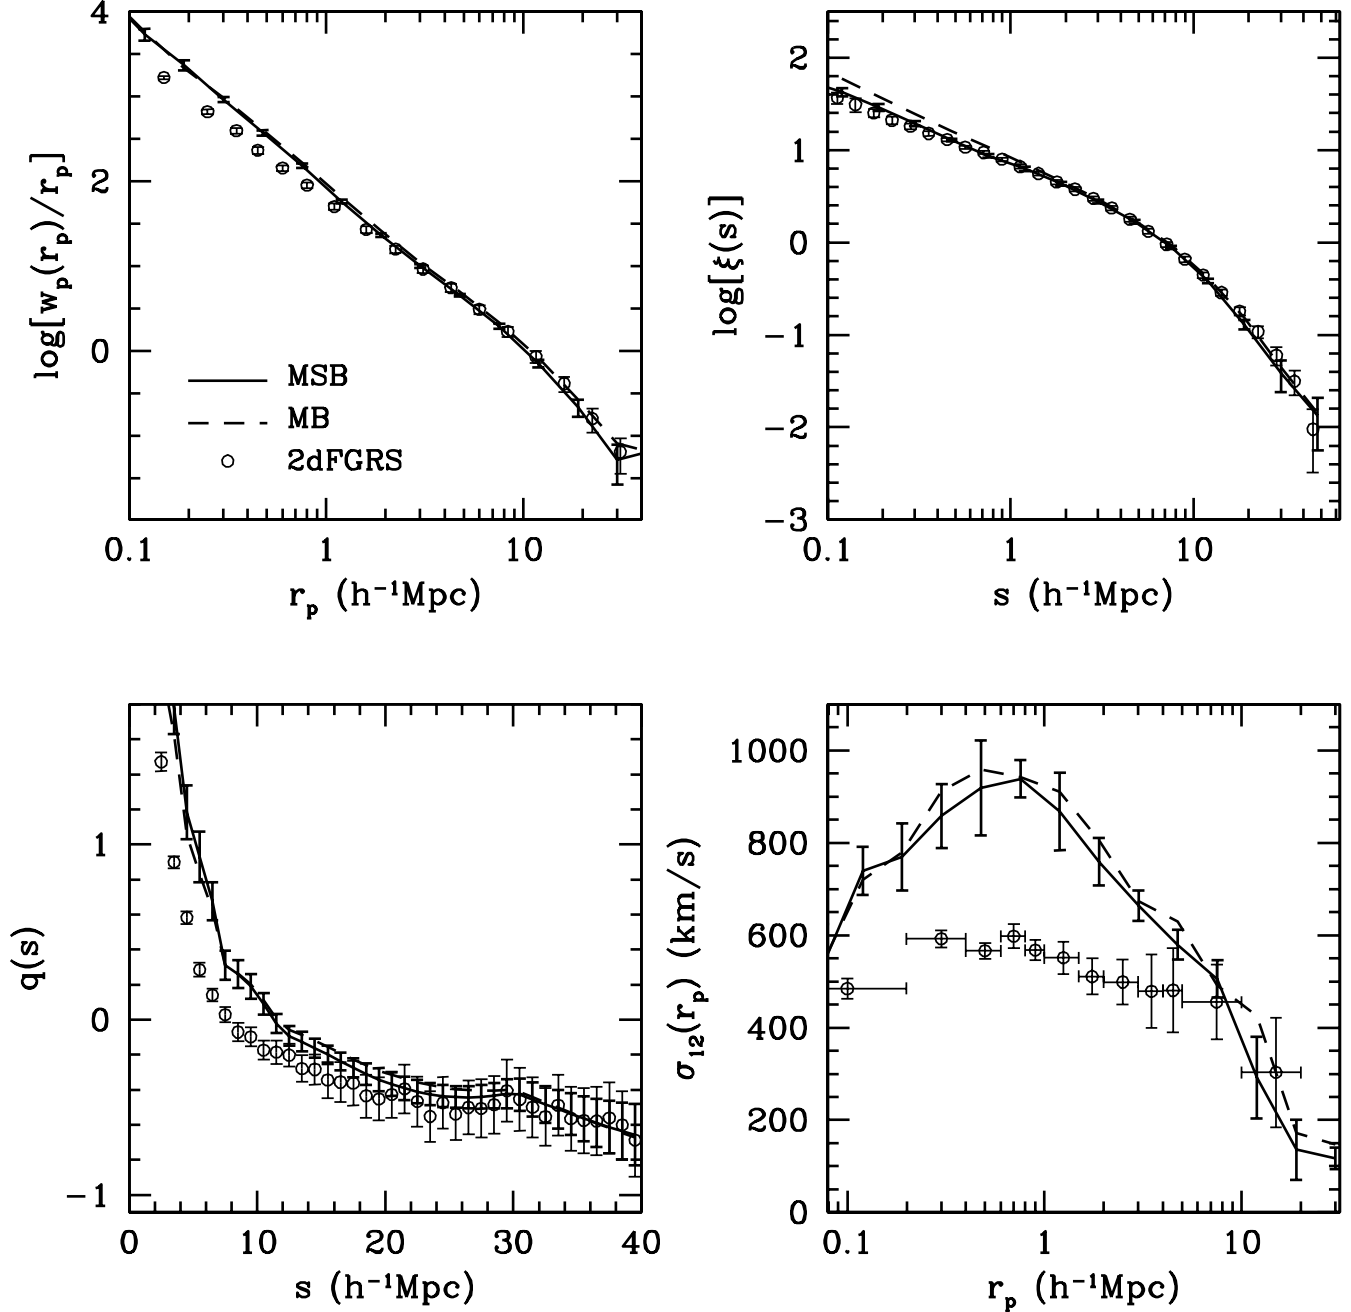 4
2
0
log[w_p(r_p)/r_p]
MSB
MB
2dFGRS
0.1 1 10
r_p (h⁻¹Mpc)
2
1
0
−1
−2
−3
log[ξ(s)]
0.1 1 10
s (h⁻¹Mpc)
1
0
−1
q(s)
0 10 20 30 40
s (h⁻¹Mpc)
1000
800
600
400
200
0
σ₁₂(r_p) (km/s)
0.1 1 10
r_p (h⁻¹Mpc)